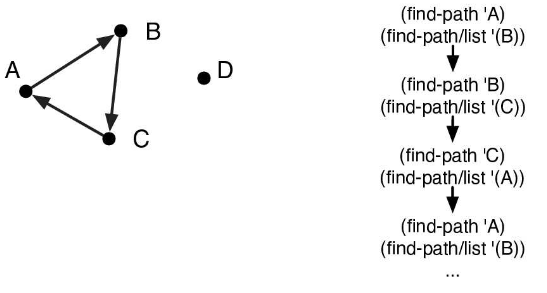 A
B
C
D
(find-path 'A)
(find-path/list '(B))
(find-path 'B)
(find-path/list '(C))
(find-path 'C)
(find-path/list '(A))
(find-path 'A)
(find-path/list '(B))
...